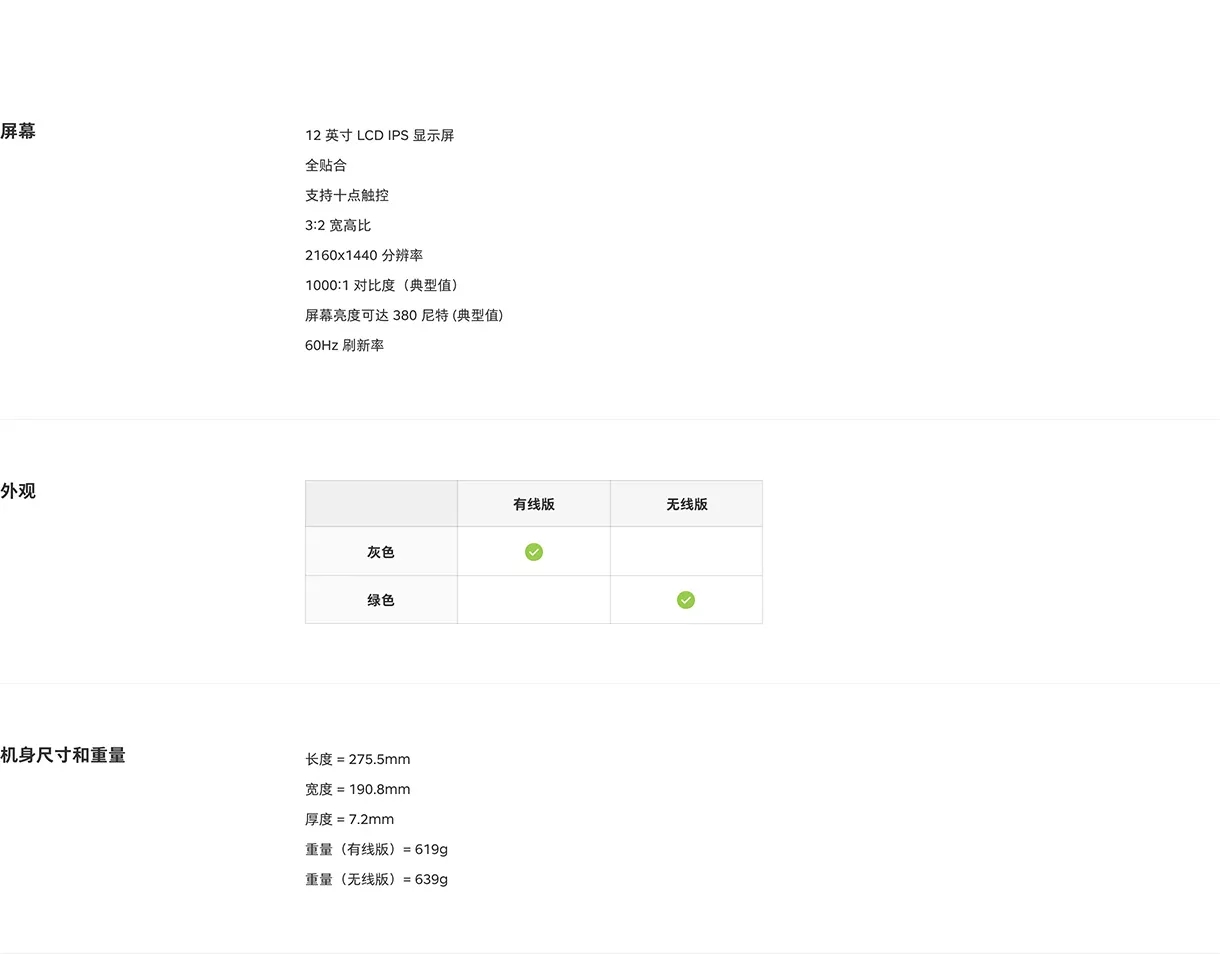 屏幕
12 英寸 LCD IPS 显示屏
全贴合
支持十点触控
3:2 宽高比
2160x1440 分辨率
1000:1 对比度（典型值）
屏幕亮度可达 380 尼特 (典型值)
60Hz 刷新率
外观
有线版 无线版
灰色
绿色
机身尺寸和重量
长度 = 275.5mm
宽度 = 190.8mm
厚度 = 7.2mm
重量（有线版）= 619g
重量（无线版）= 639g